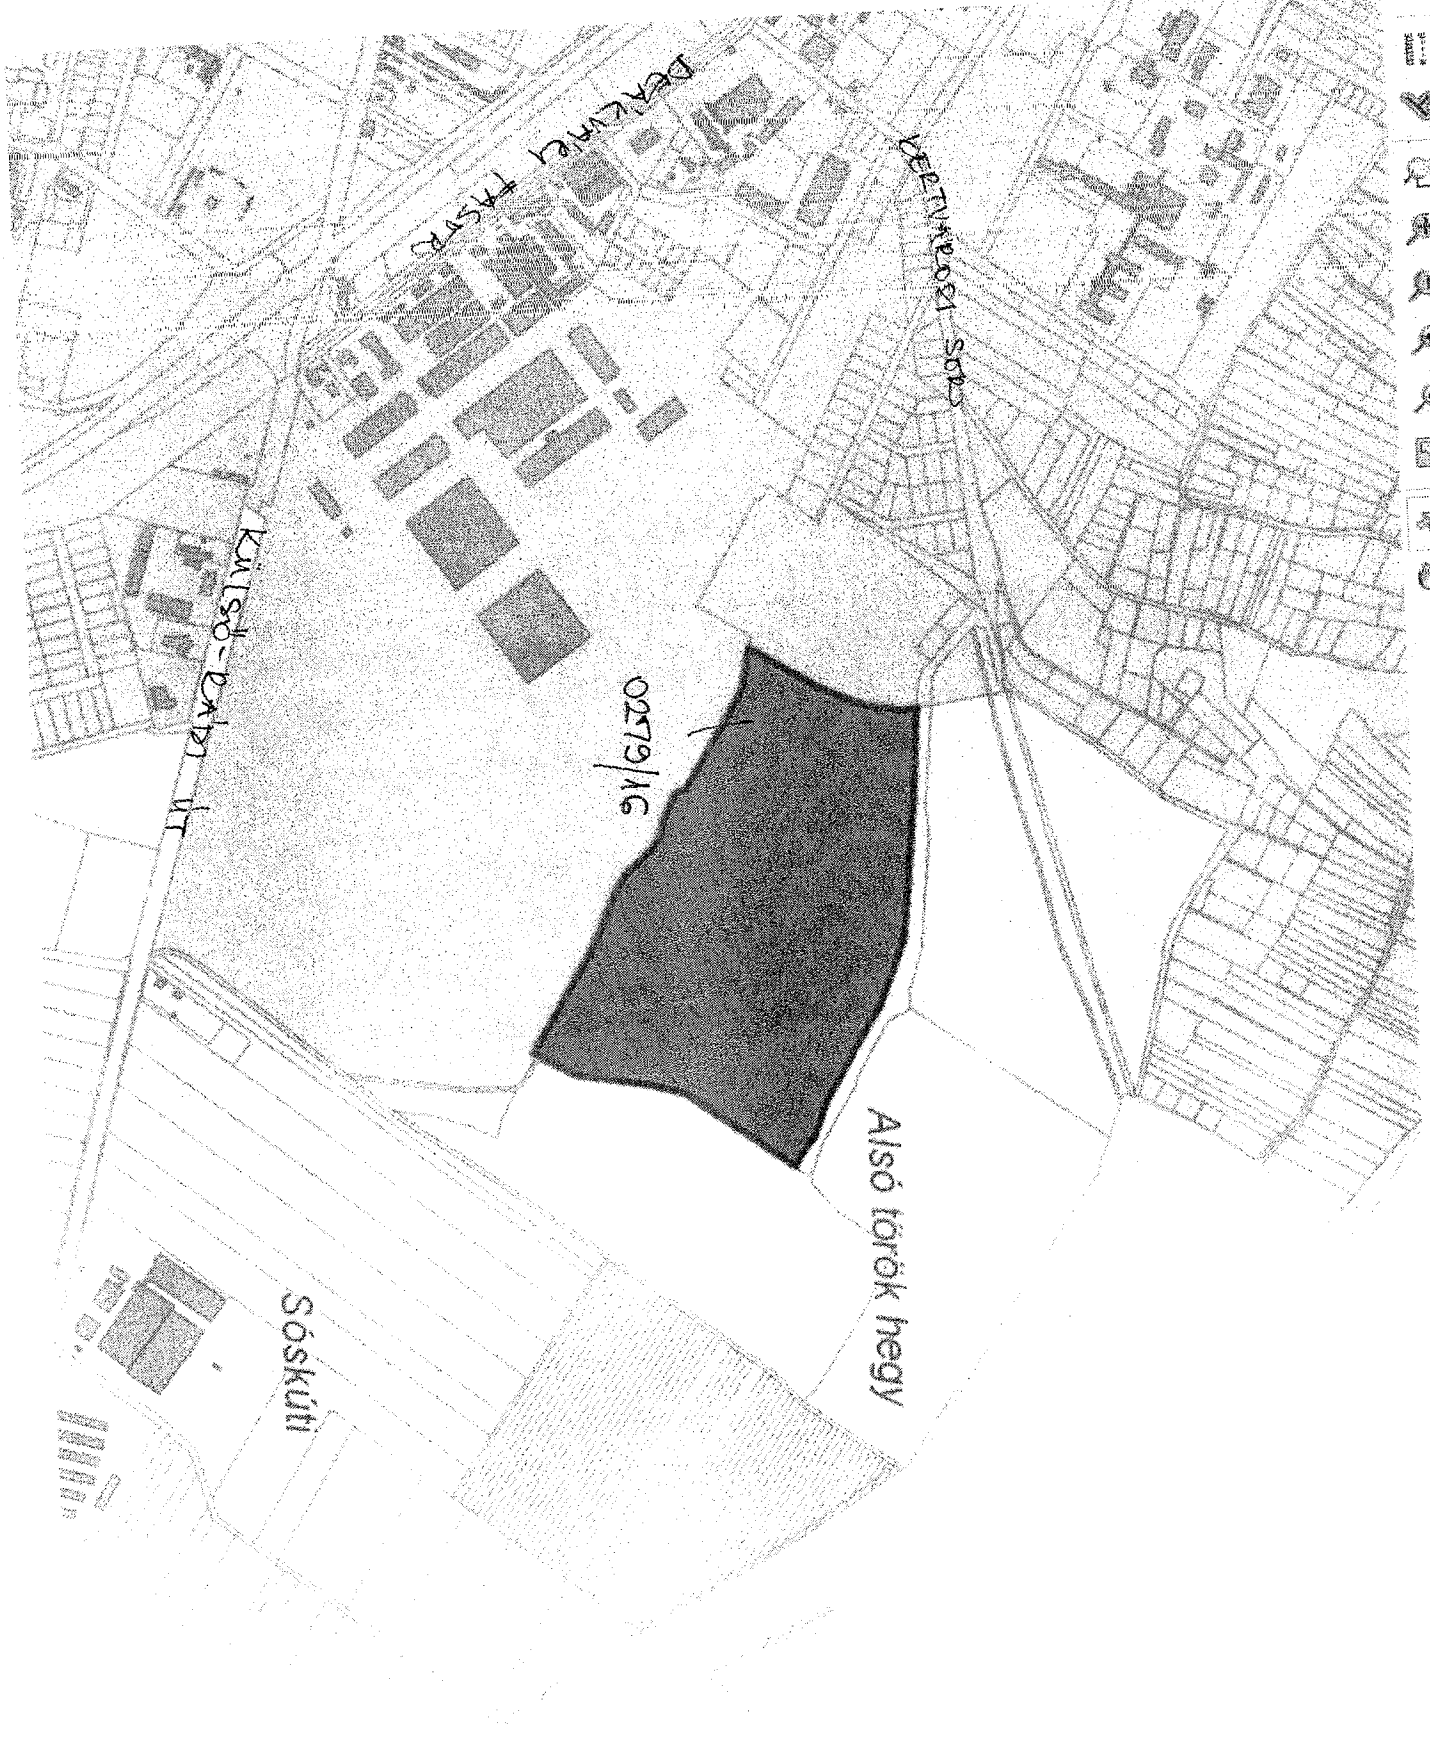 DEÁKVÁRI
FASOR
KERTVÁROSI SOR
KÜLSŐ-RÁDI ÚT
0279/16
Alsó török hegy
Sóskúti